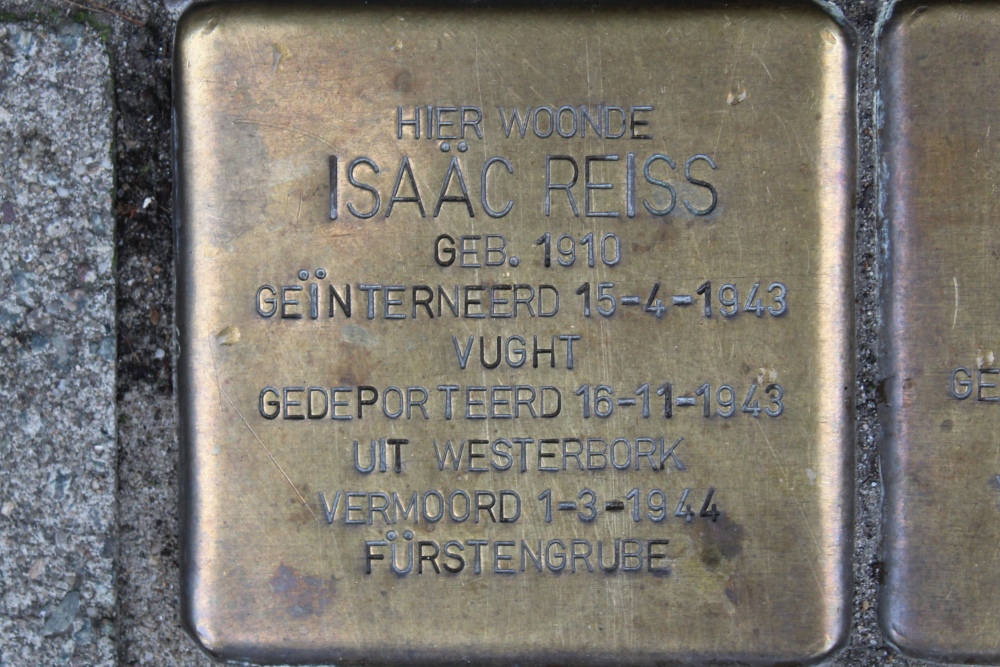 HIER WOONDE
ISAÄC REISS
GEB. 1910
GEÏNTERNEERD 15-4-1943
VUGHT
GEDEPORTEERD 16-11-1943
UIT WESTERBORK
VERMOORD 1-3-1944
FÜRSTENGRUBE
GE